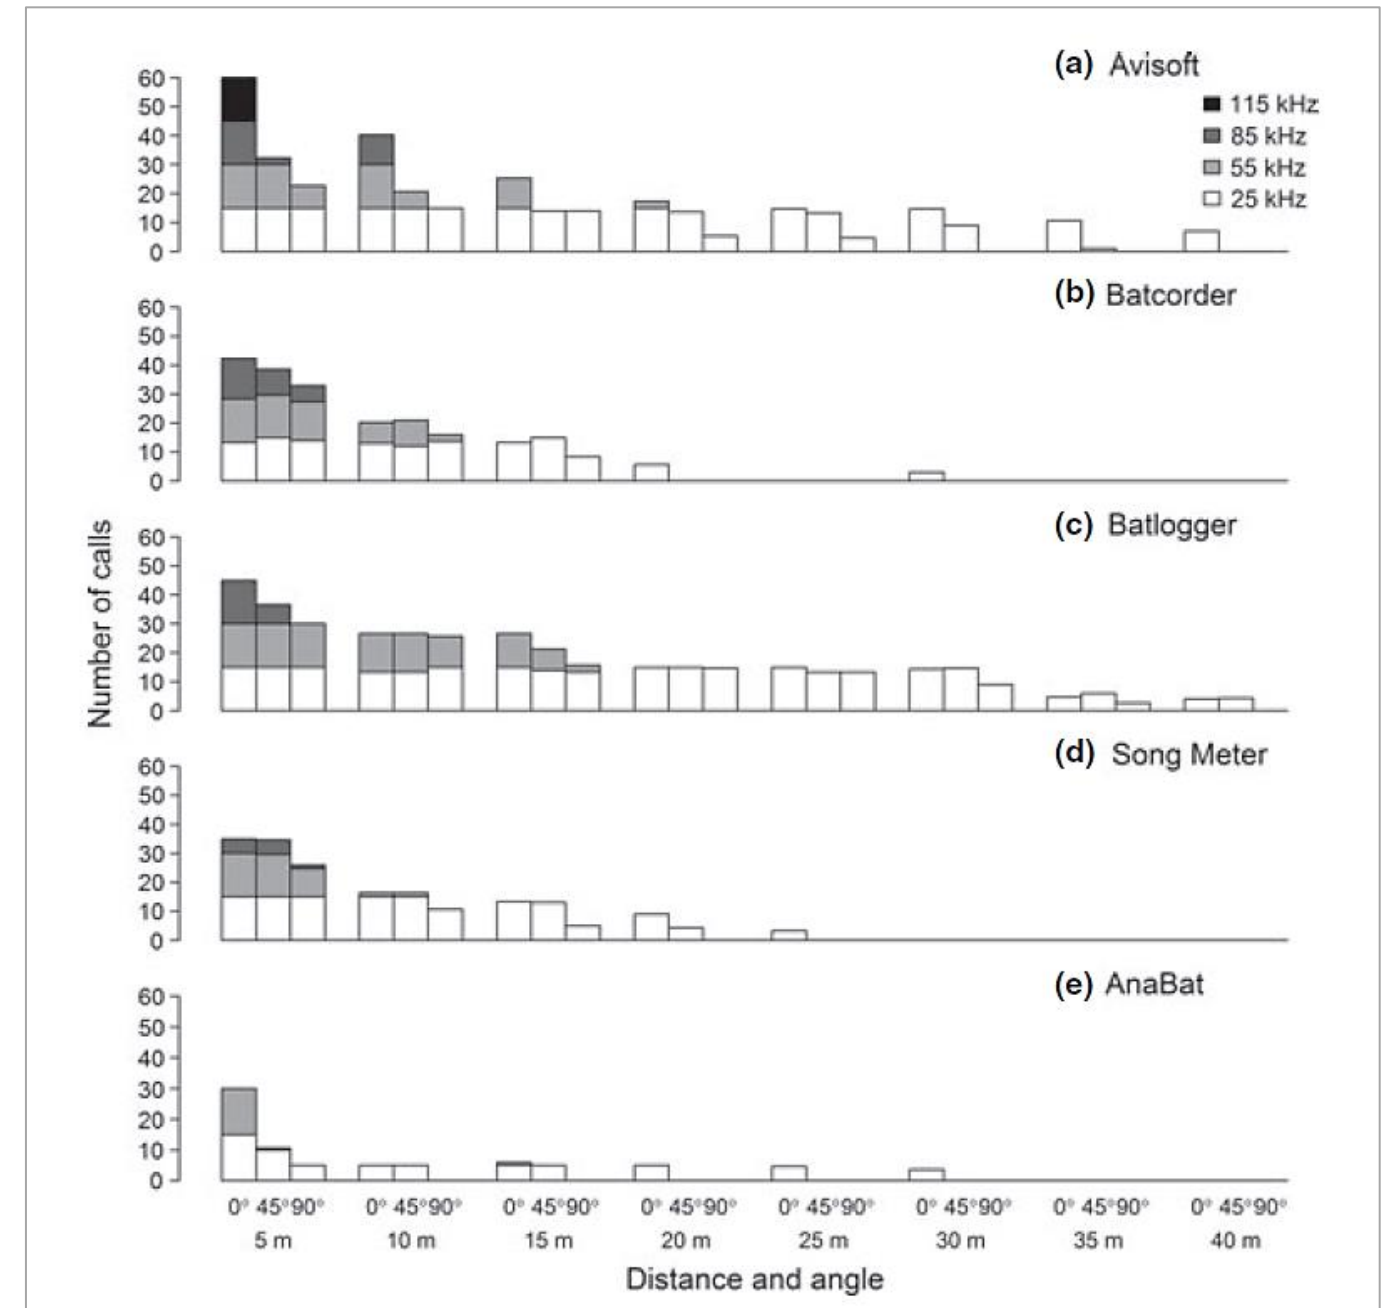 (a) Avisoft
115 kHz
85 kHz
55 kHz
25 kHz
60
50
40
30
20
10
0
(b) Batcorder
60
50
40
30
20
10
0
(c) Batlogger
60
50
40
30
20
10
0
Number of calls
(d) Song Meter
60
50
40
30
20
10
0
(e) AnaBat
60
50
40
30
20
10
0
0° 45°90° 0° 45°90° 0° 45°90° 0° 45°90° 0° 45°90° 0° 45°90° 0° 45°90° 0° 45°90°
5 m 10 m 15 m 20 m 25 m 30 m 35 m 40 m
Distance and angle